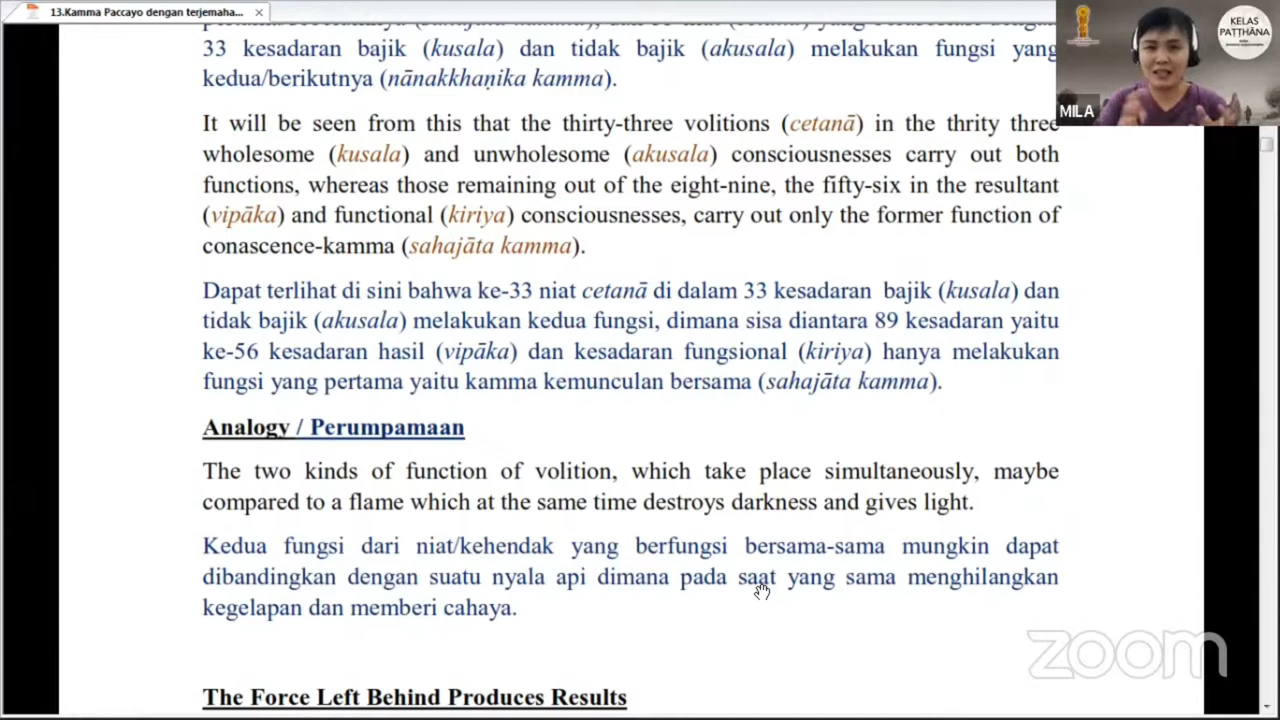 13.Kamma Paccayo dengan terjemaha...
33 kesadaran bajik (kusala) dan tidak bajik (akusala) melakukan fungsi yang
kedua/berikutnya (nānakkhaṇika kamma).
It will be seen from this that the thirty-three volitions (cetanā) in the thrity three
wholesome (kusala) and unwholesome (akusala) consciousnesses carry out both
functions, whereas those remaining out of the eight-nine, the fifty-six in the resultant
(vipāka) and functional (kiriya) consciousnesses, carry out only the former function of
conascence-kamma (sahajāta kamma).
Dapat terlihat di sini bahwa ke-33 niat cetanā di dalam 33 kesadaran bajik (kusala) dan
tidak bajik (akusala) melakukan kedua fungsi, dimana sisa diantara 89 kesadaran yaitu
ke-56 kesadaran hasil (vipāka) dan kesadaran fungsional (kiriya) hanya melakukan
fungsi yang pertama yaitu kamma kemunculan bersama (sahajāta kamma).
Analogy / Perumpamaan
The two kinds of function of volition, which take place simultaneously, maybe
compared to a flame which at the same time destroys darkness and gives light.
Kedua fungsi dari niat/kehendak yang berfungsi bersama-sama mungkin dapat
dibandingkan dengan suatu nyala api dimana pada saat yang sama menghilangkan
kegelapan dan memberi cahaya.
The Force Left Behind Produces Results
KELAS
PAṬṬHĀNA
MILA
zoom